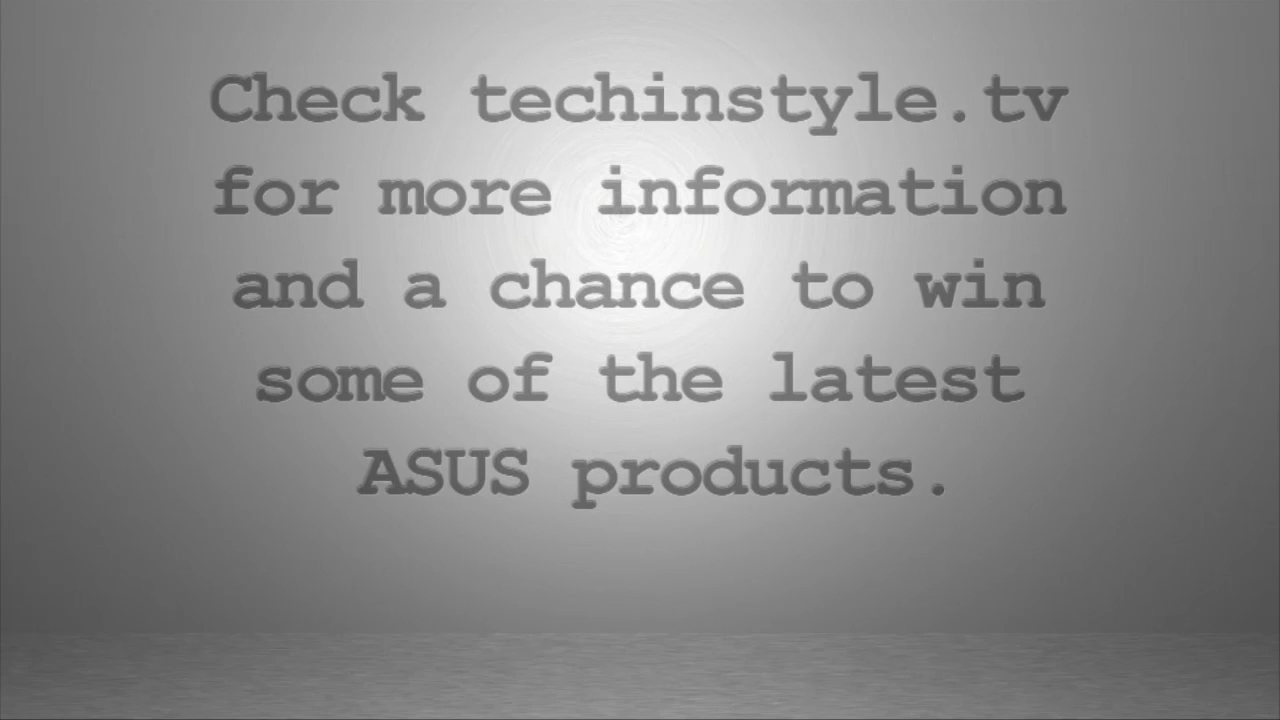 Check techinstyle.tv
for more information
and a chance to win
some of the latest
ASUS products.